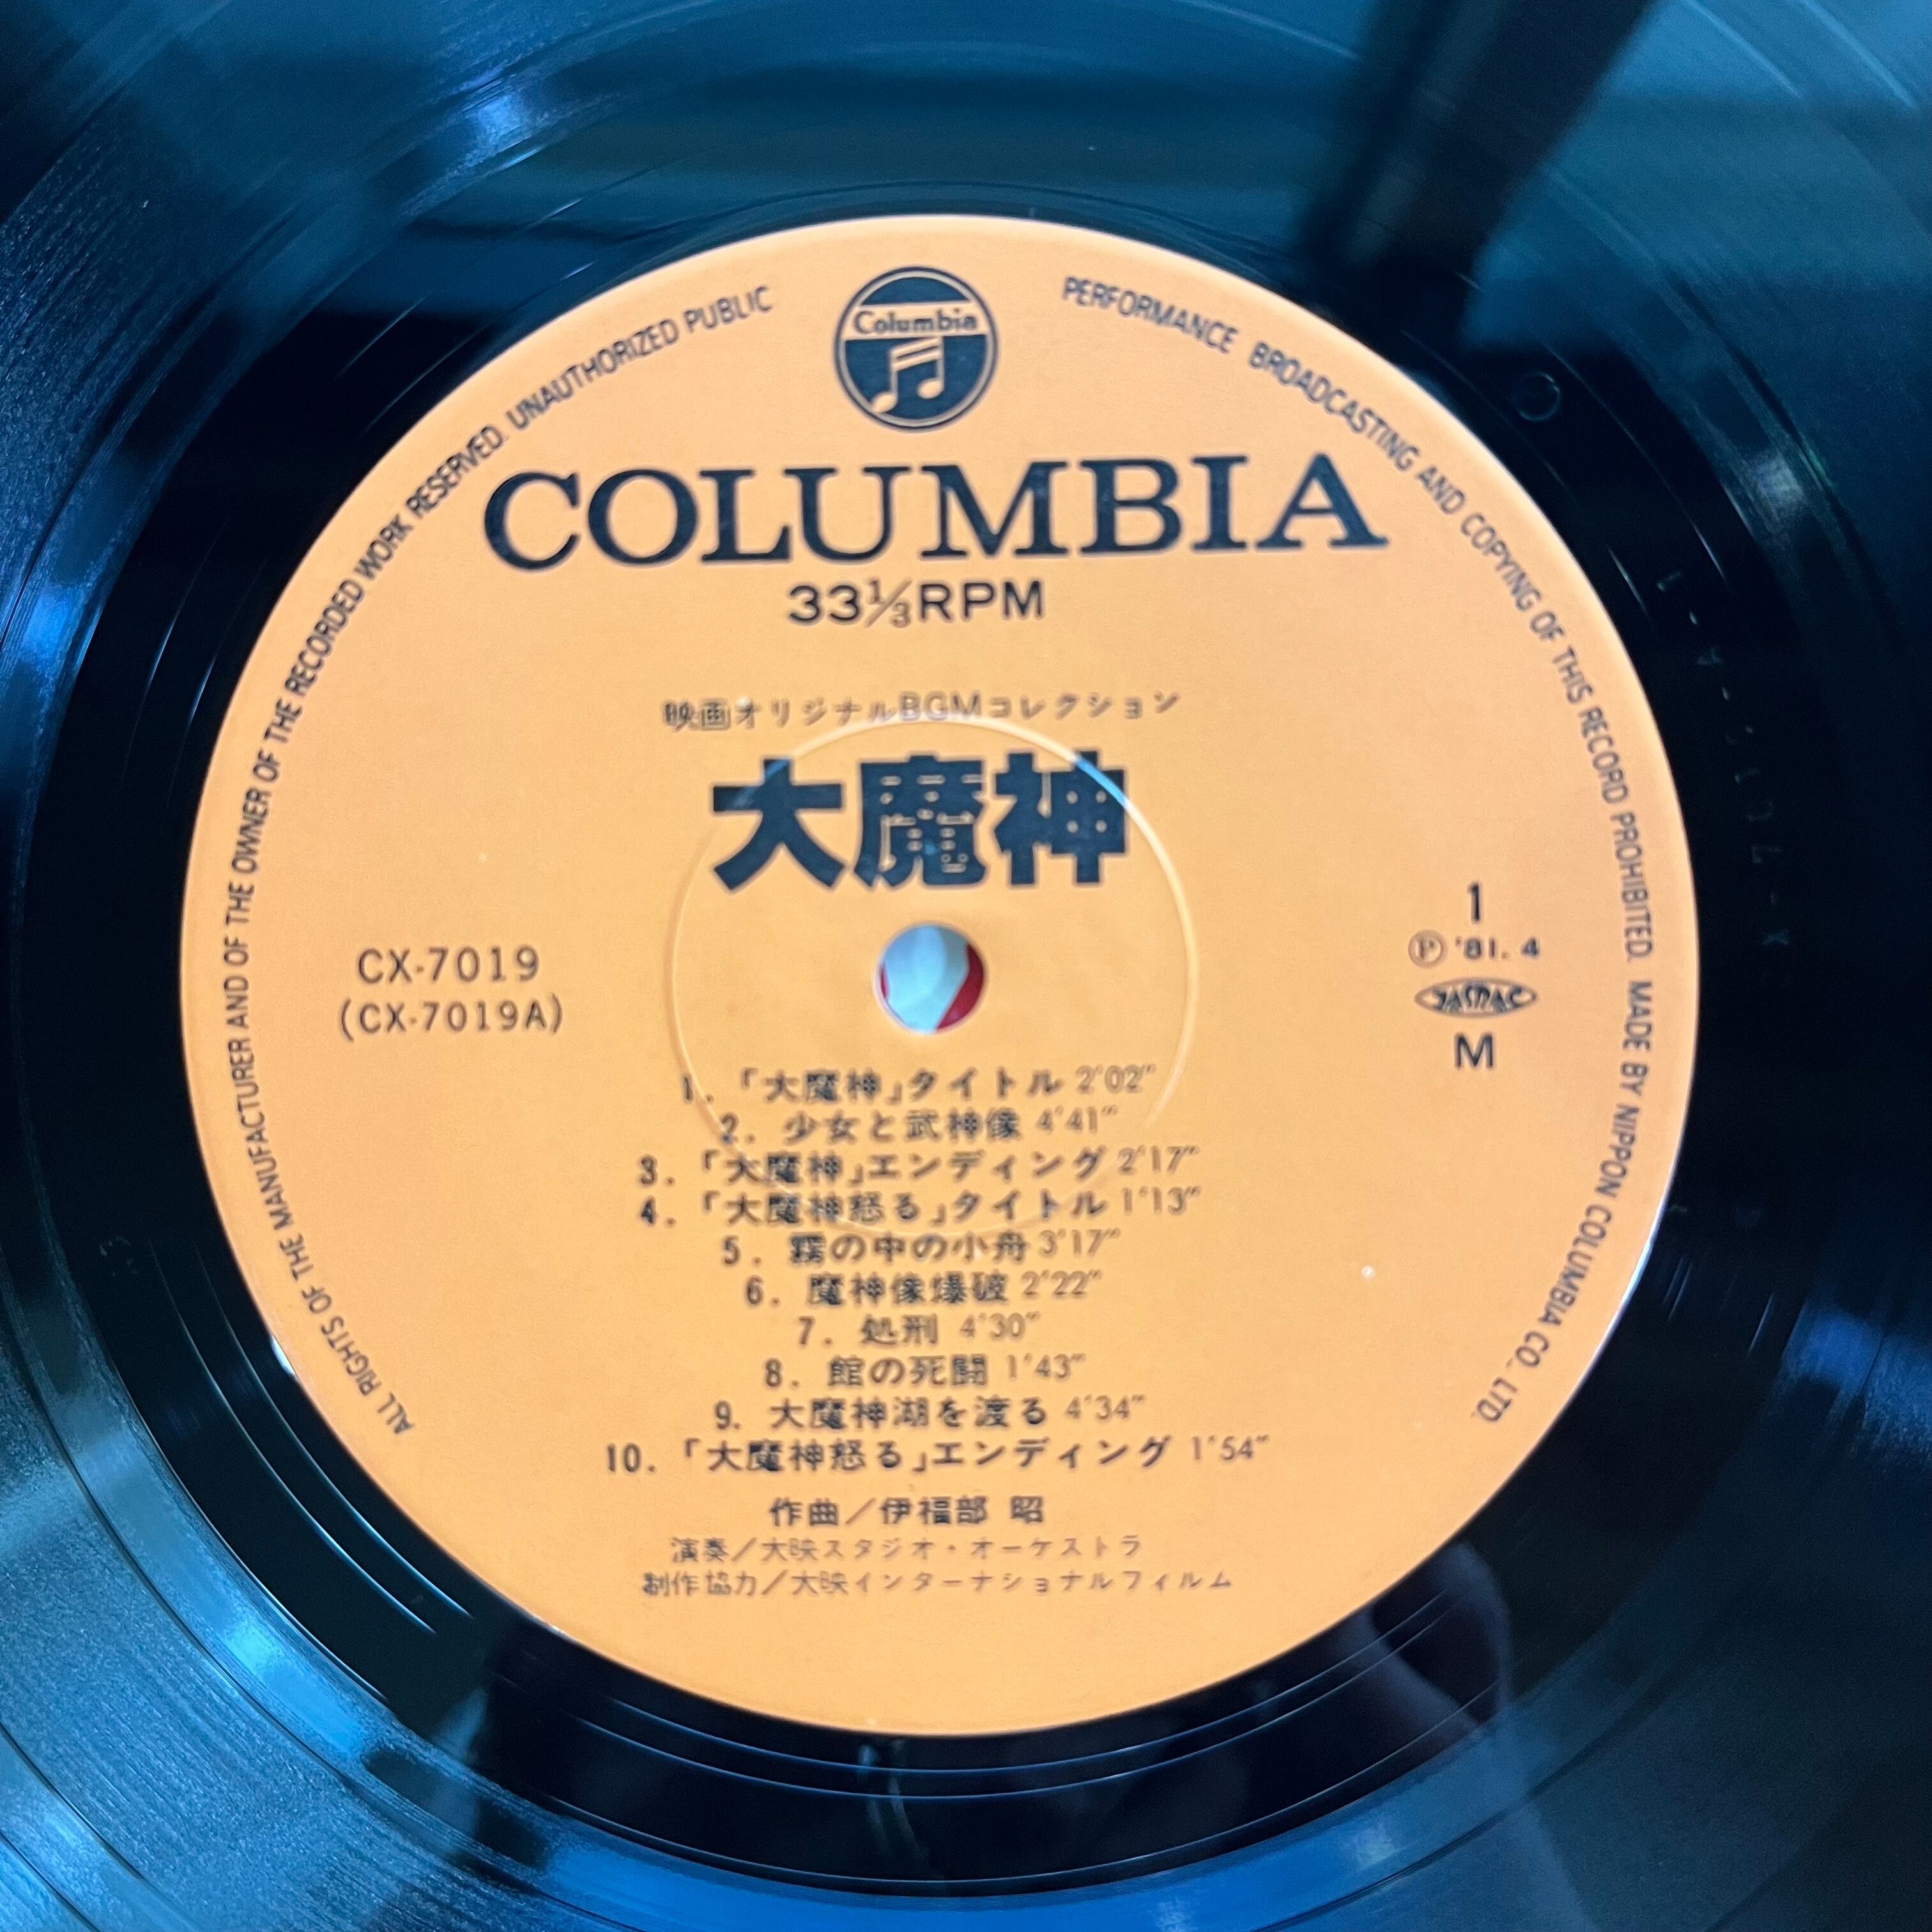 Columbia
COLUMBIA
33⅓RPM
映画オリジナルBGMコレクション
大魔神
CX-7019
(CX-7019A)
1
Ⓟ '81.4
JASRAC
M
1. 「大魔神」タイトル 2'02"
2. 少女と武神像 4'41"
3. 「大魔神」エンディング 2'17"
4. 「大魔神怒る」タイトル 1'13"
5. 霧の中の小舟 3'17"
6. 魔神像爆破 2'22"
7. 処刑 4'30"
8. 館の死闘 1'43"
9. 大魔神湖を渡る 4'34"
10. 「大魔神怒る」エンディング 1'54"
作曲/伊福部 昭
演奏/大映スタジオ・オーケストラ
制作協力/大映インターナショナルフィルム
ALL RIGHTS OF THE MANUFACTURER AND OF THE OWNER OF THE RECORDED WORK RESERVED. UNAUTHORIZED PUBLIC PERFORMANCE BROADCASTING AND COPYING OF THIS RECORD PROHIBITED. MADE BY NIPPON COLUMBIA CO., LTD.